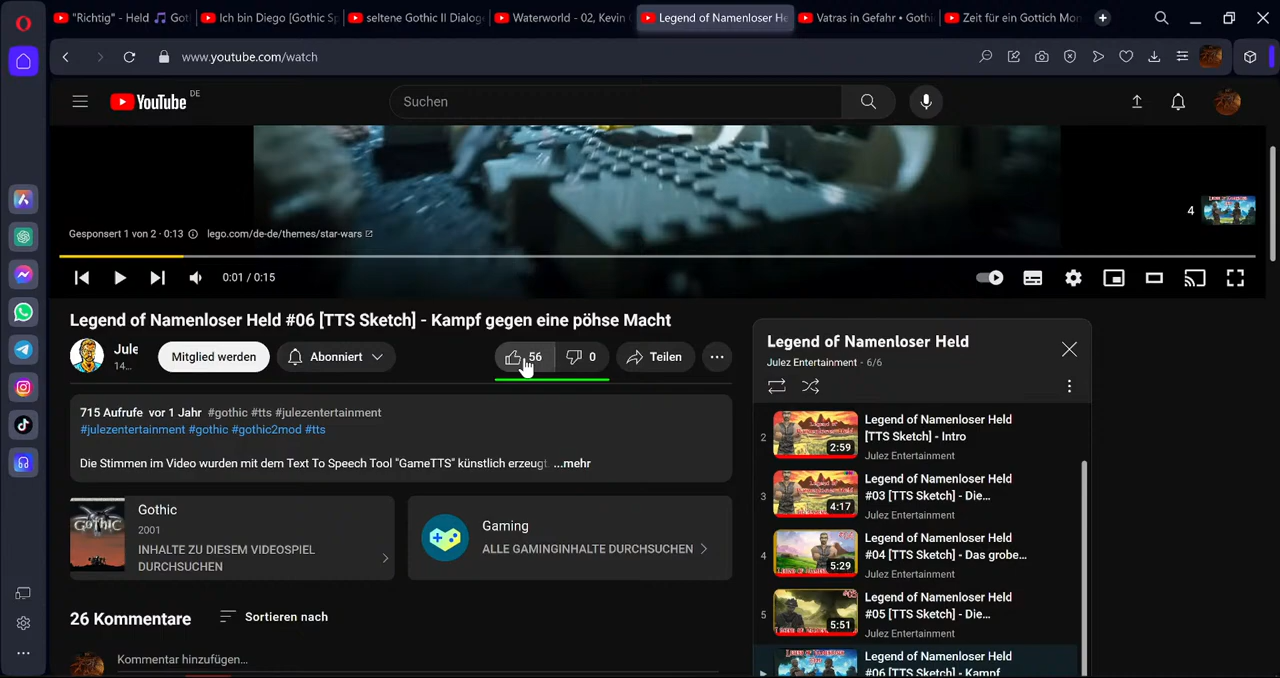 "Richtig" - Held 🎵 Got
Ich bin Diego [Gothic Sp
seltene Gothic II Dialoge
Waterworld - 02, Kevin
Legend of Namenloser He
Vatras in Gefahr • Gothi
Zeit für ein Gottich Mon
www.youtube.com/watch
YouTube DE
Suchen
4
Gesponsert 1 von 2 · 0:13 lego.com/de-de/themes/star-wars
0:01 / 0:15
Legend of Namenloser Held #06 [TTS Sketch] - Kampf gegen eine pöhse Macht
Jule
14...
Mitglied werden
Abonniert
56
0
Teilen
715 Aufrufe vor 1 Jahr #gothic #tts #julezentertainment
#julezentertainment #gothic #gothic2mod #tts
Die Stimmen im Video wurden mit dem Text To Speech Tool "GameTTS" künstlich erzeugt. ...mehr
Gothic
2001
INHALTE ZU DIESEM VIDEOSPIEL
DURCHSUCHEN
GOTHIC
Gaming
ALLE GAMINGINHALTE DURCHSUCHEN
26 Kommentare
Sortieren nach
Kommentar hinzufügen...
Legend of Namenloser Held
Julez Entertainment - 6/6
2
2:59
Legend of Namenloser Held
[TTS Sketch] - Intro
Julez Entertainment
3
4:17
Legend of Namenloser Held
#03 [TTS Sketch] - Die...
Julez Entertainment
4
5:29
Legend of Namenloser Held
#04 [TTS Sketch] - Das grobe...
Julez Entertainment
5
5:51
Legend of Namenloser Held
#05 [TTS Sketch] - Die...
Julez Entertainment
Legend of Namenloser Held
#06 [TTS Sketch] - Kampf